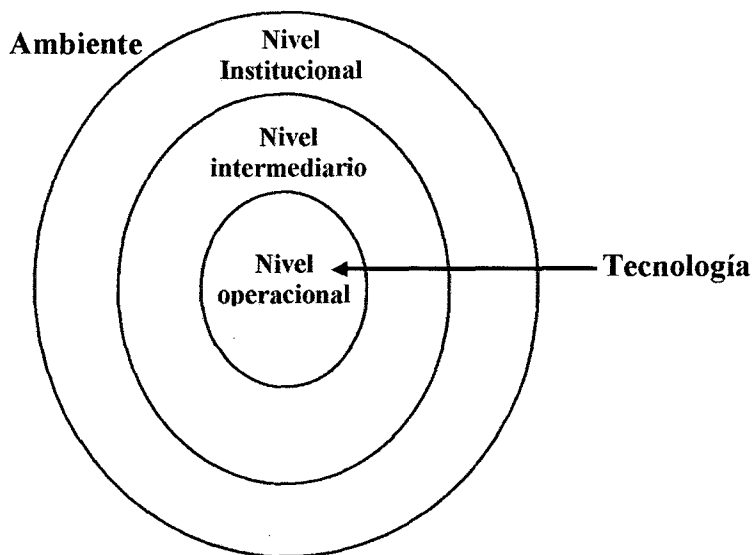 Ambiente
Nivel
Institucional
Nivel
intermediario
Nivel
operacional
Tecnología